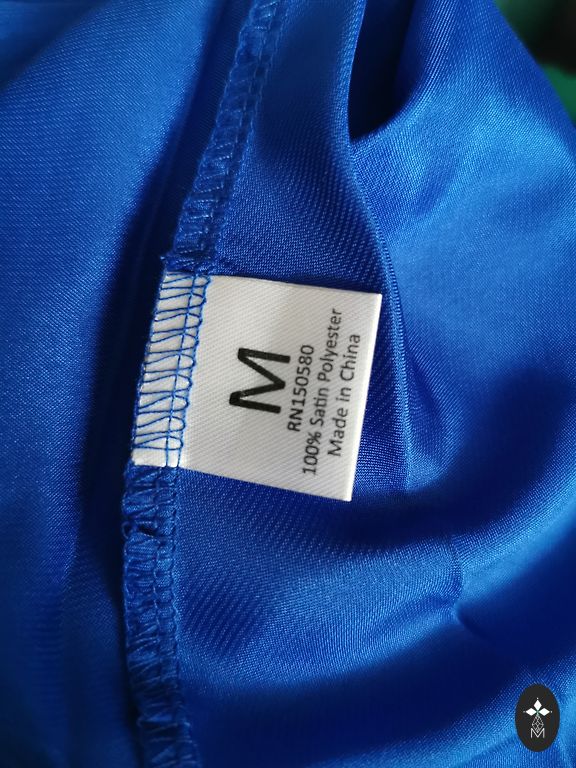 M
RN150580
100% Satin Polyester
Made in China
M